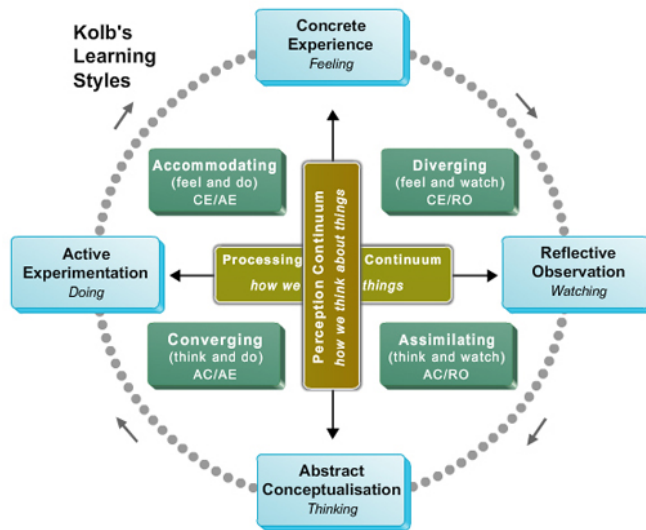 Kolb's
Learning
Styles
Concrete
Experience
Feeling
Accommodating
(feel and do)
CE/AE
Diverging
(feel and watch)
CE/RO
Active
Experimentation
Doing
Processing Continuum
how we things
Perception Continuum
how we think about things
Reflective
Observation
Watching
Converging
(think and do)
AC/AE
Assimilating
(think and watch)
AC/RO
Abstract
Conceptualisation
Thinking